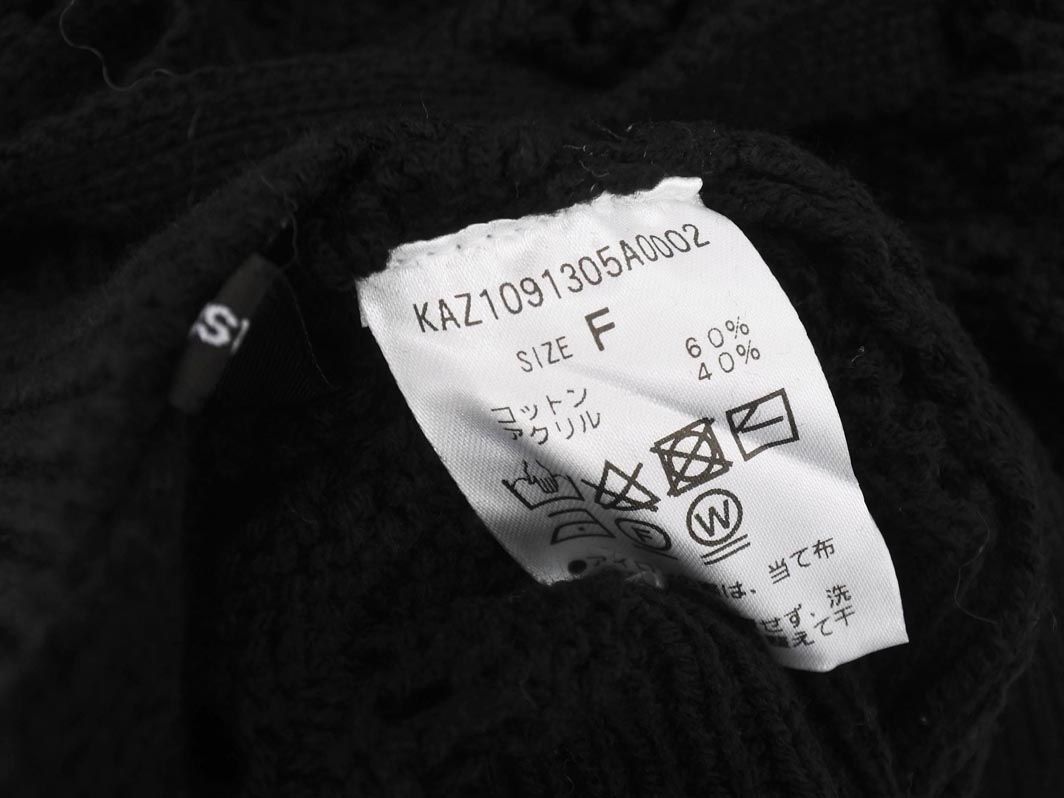 KAZ1091305A0002
SIZE F
コットン 60%
アクリル 40%
F
W
は、当て布
せず、洗
えて干